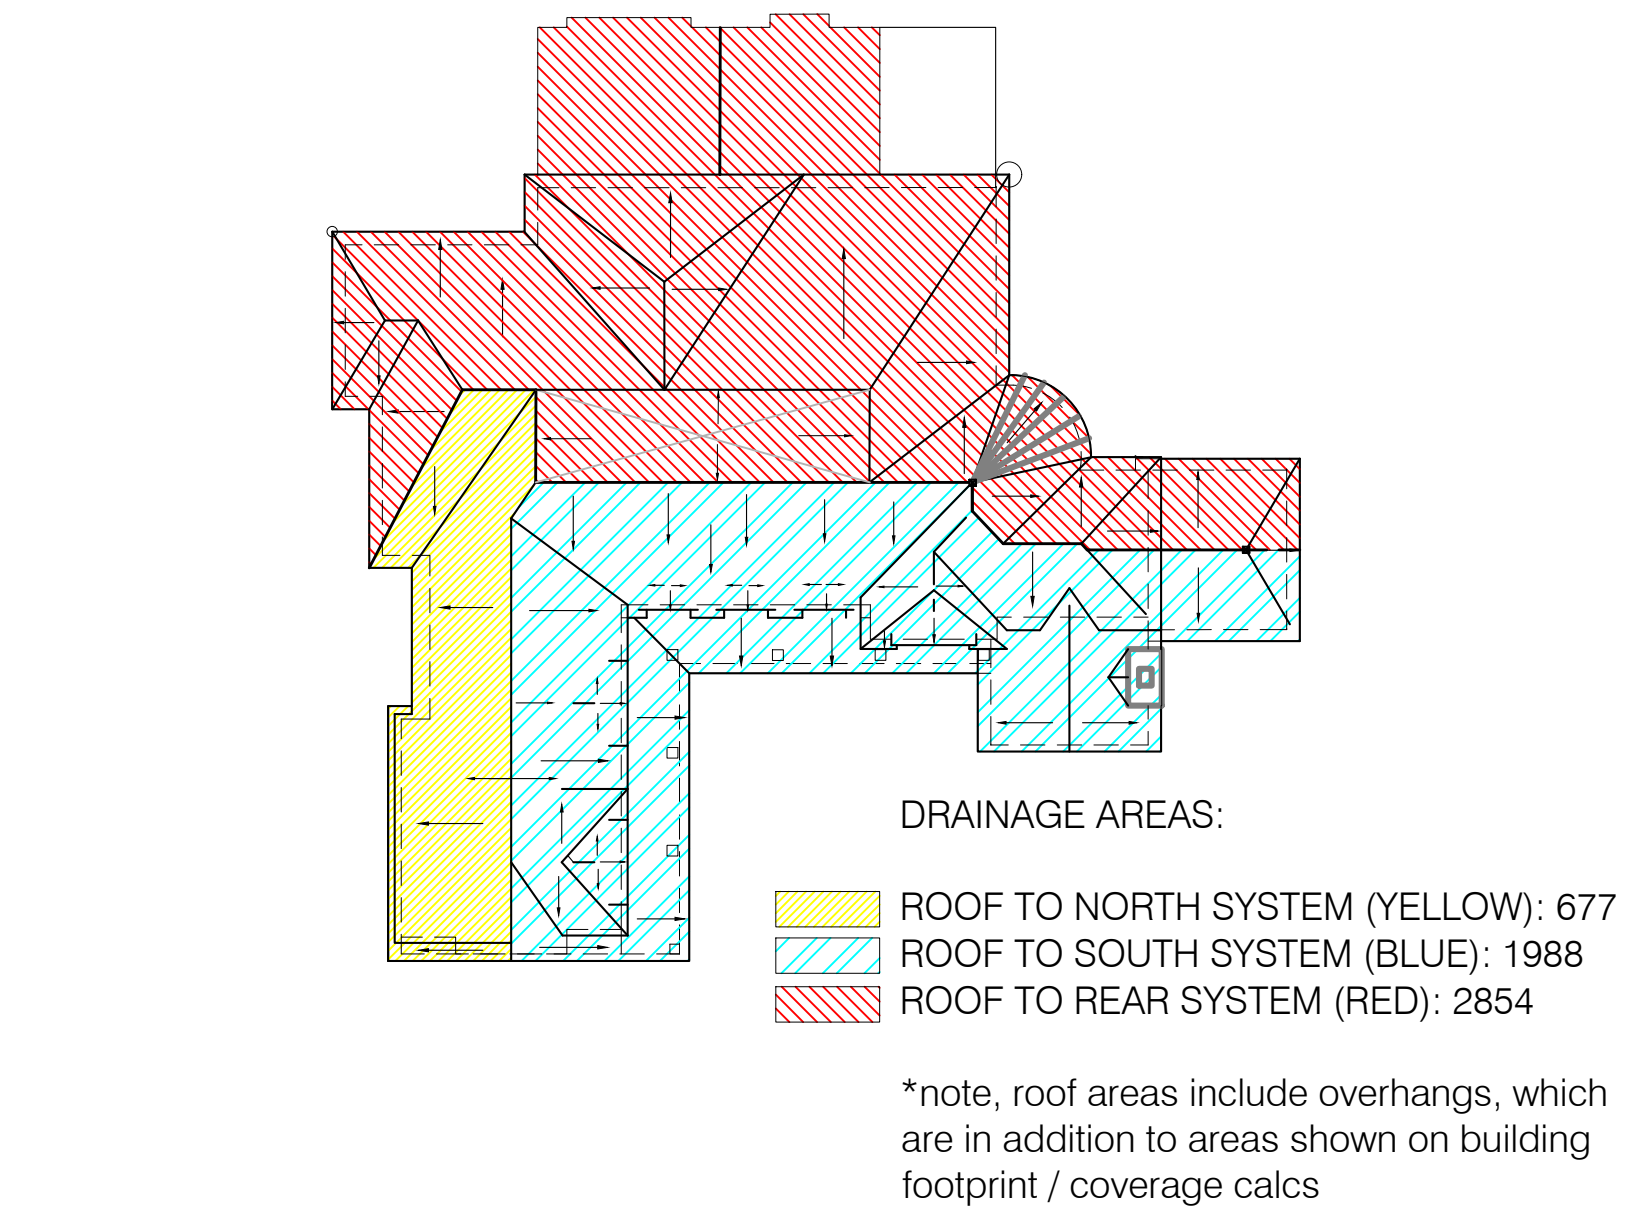 DRAINAGE AREAS:
ROOF TO NORTH SYSTEM (YELLOW): 677
ROOF TO SOUTH SYSTEM (BLUE): 1988
ROOF TO REAR SYSTEM (RED): 2854
*note, roof areas include overhangs, which
are in addition to areas shown on building
footprint / coverage calcs